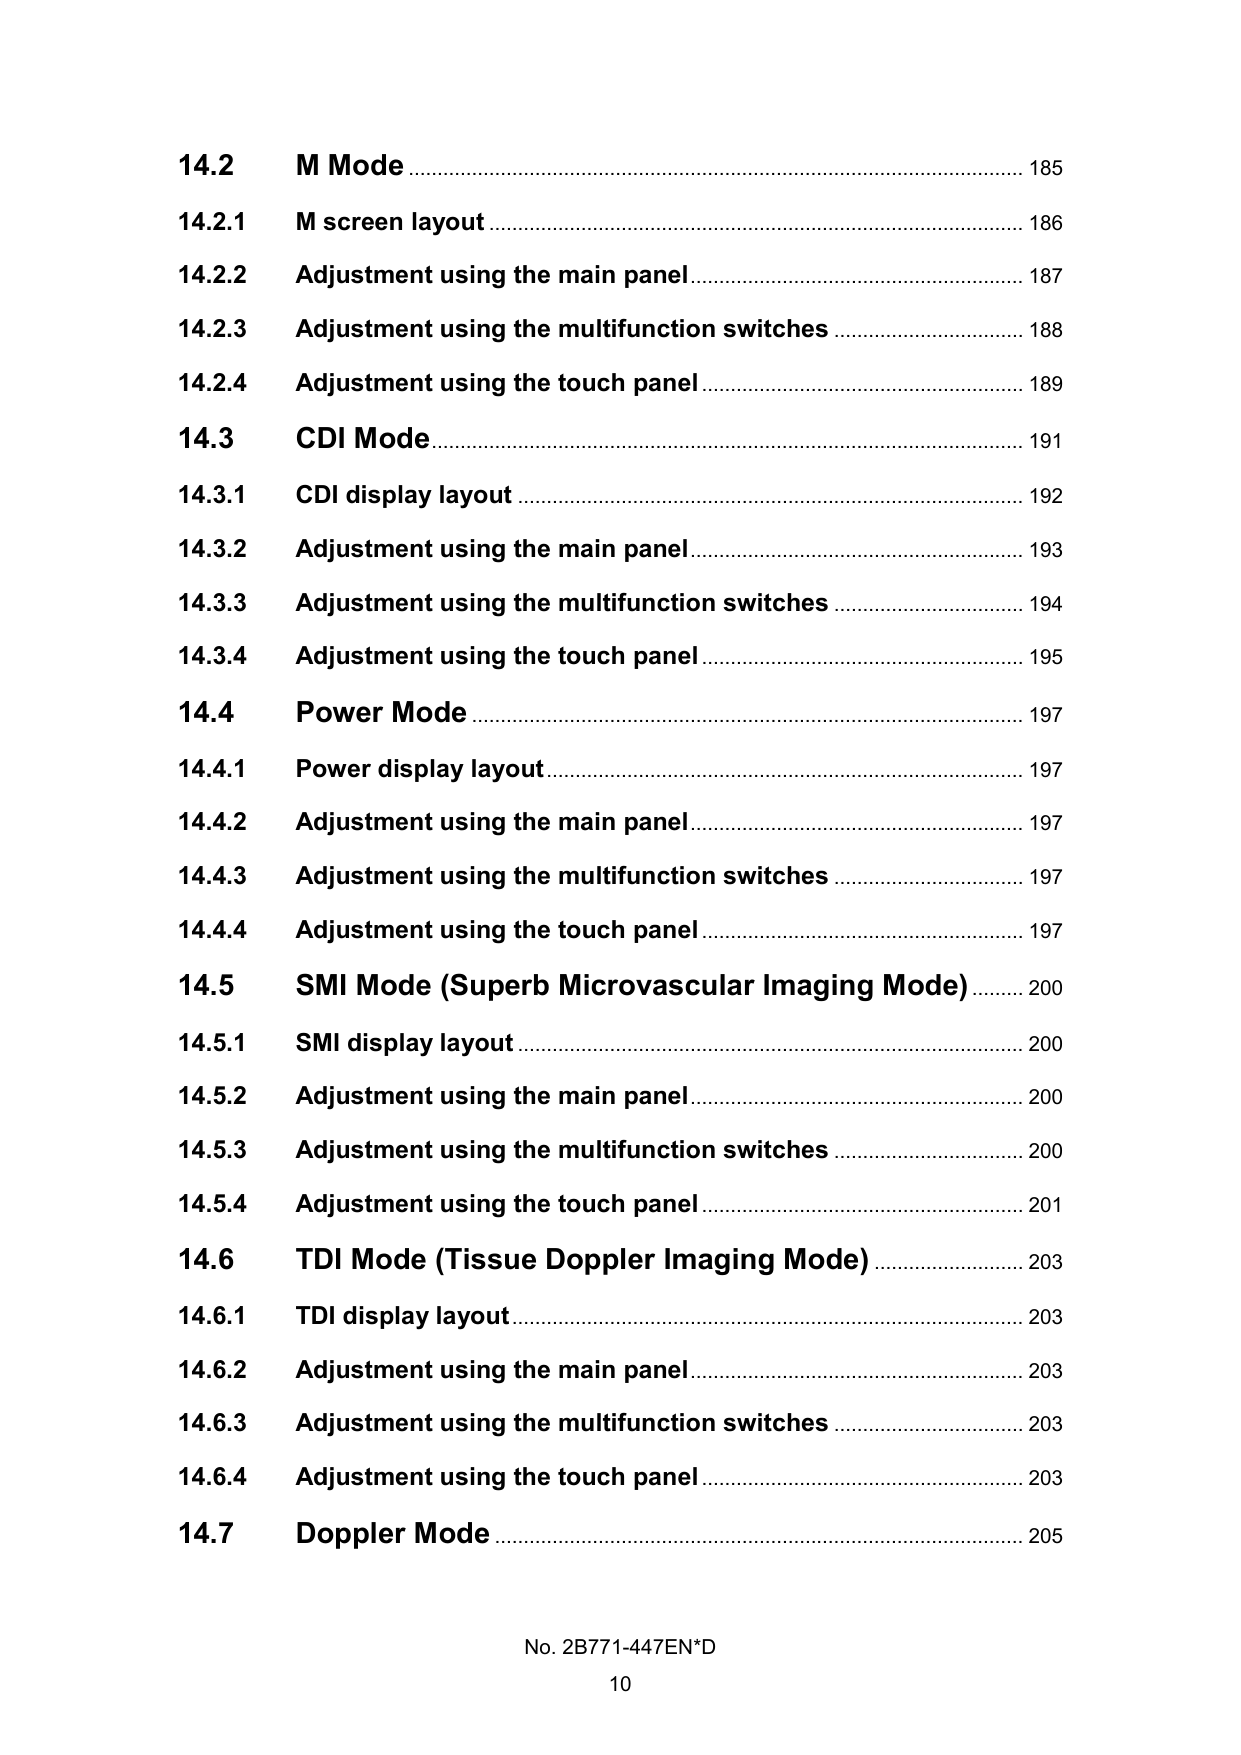 14.2 M Mode ........................................................................................................... 185
14.2.1 M screen layout ............................................................................................. 186
14.2.2 Adjustment using the main panel .......................................................... 187
14.2.3 Adjustment using the multifunction switches ................................. 188
14.2.4 Adjustment using the touch panel ........................................................ 189
14.3 CDI Mode ....................................................................................................... 191
14.3.1 CDI display layout ........................................................................................ 192
14.3.2 Adjustment using the main panel .......................................................... 193
14.3.3 Adjustment using the multifunction switches ................................. 194
14.3.4 Adjustment using the touch panel ........................................................ 195
14.4 Power Mode ................................................................................................ 197
14.4.1 Power display layout ................................................................................... 197
14.4.2 Adjustment using the main panel .......................................................... 197
14.4.3 Adjustment using the multifunction switches ................................. 197
14.4.4 Adjustment using the touch panel ........................................................ 197
14.5 SMI Mode (Superb Microvascular Imaging Mode) ......... 200
14.5.1 SMI display layout ........................................................................................ 200
14.5.2 Adjustment using the main panel .......................................................... 200
14.5.3 Adjustment using the multifunction switches ................................. 200
14.5.4 Adjustment using the touch panel ........................................................ 201
14.6 TDI Mode (Tissue Doppler Imaging Mode) .......................... 203
14.6.1 TDI display layout ......................................................................................... 203
14.6.2 Adjustment using the main panel .......................................................... 203
14.6.3 Adjustment using the multifunction switches ................................. 203
14.6.4 Adjustment using the touch panel ........................................................ 203
14.7 Doppler Mode ............................................................................................ 205
No. 2B771-447EN*D
10